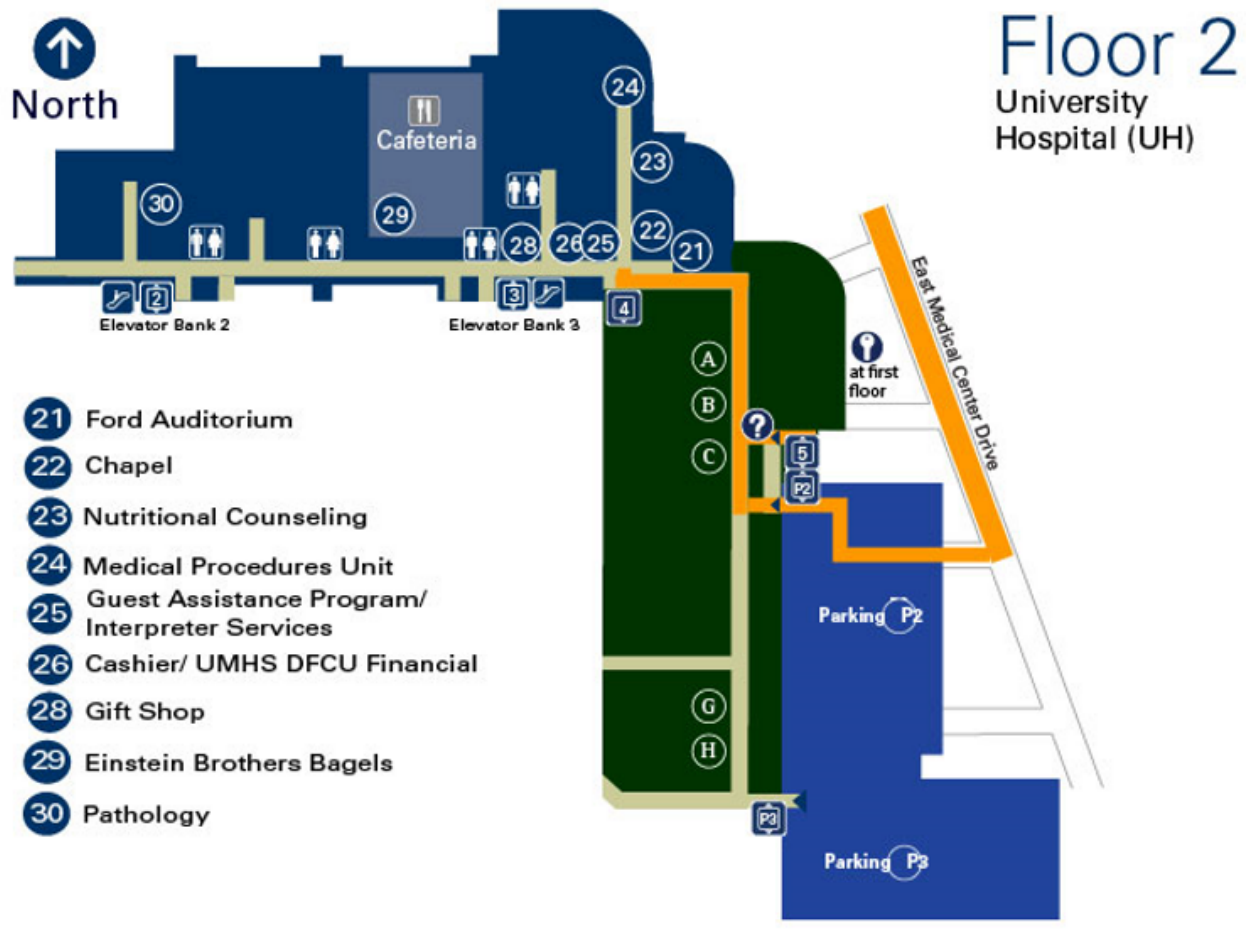 North
Floor 2
University
Hospital (UH)
24
Cafeteria
23
30
29
28
26
25
22
21
2
3
4
Elevator Bank 2
Elevator Bank 3
East Medical Center Drive
at first
floor
A
B
C
?
5
P2
21 Ford Auditorium
22 Chapel
23 Nutritional Counseling
24 Medical Procedures Unit
25 Guest Assistance Program/
Interpreter Services
26 Cashier/ UMHS DFCU Financial
28 Gift Shop
29 Einstein Brothers Bagels
30 Pathology
Parking P2
G
H
P3
Parking P3